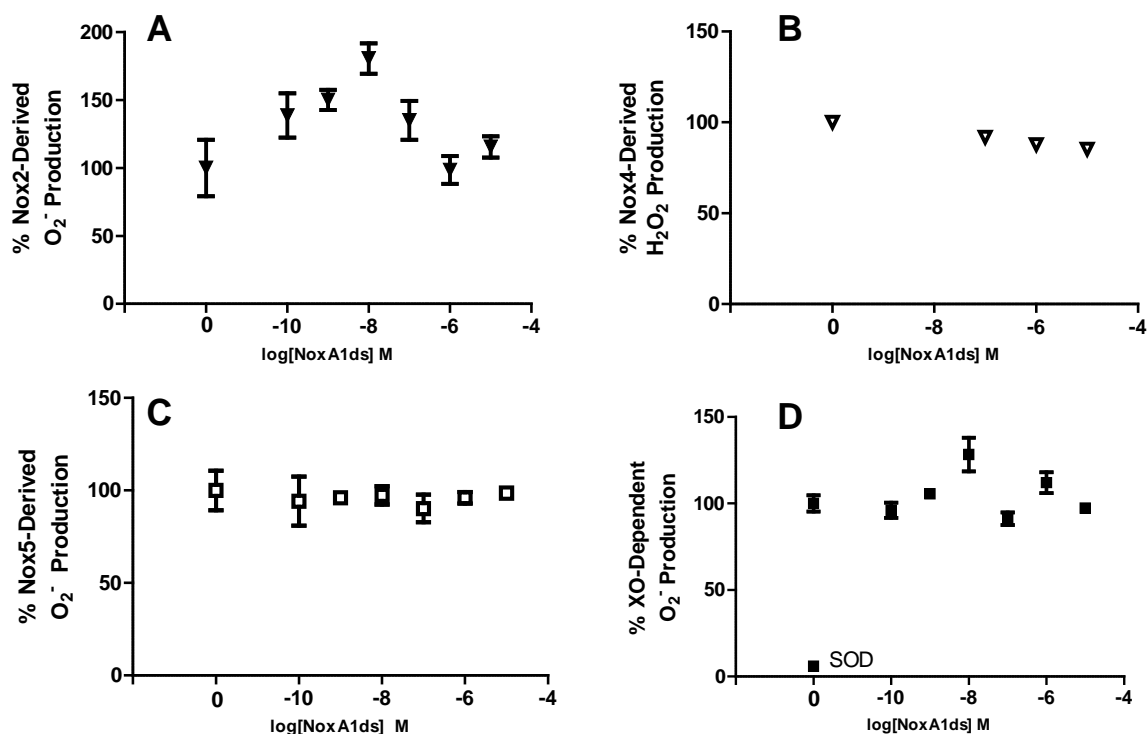 A
% Nox2-Derived
O₂⁻ Production
200
150
100
50
0
0 -10 -8 -6 -4
log[NoxA1ds] M
B
% Nox4-Derived
H₂O₂ Production
150
100
50
0
0 -8 -6 -4
log[NoxA1ds] M
C
% Nox5-Derived
O₂⁻ Production
150
100
50
0
0 -10 -8 -6 -4
log[NoxA1ds] M
D
% XO-Dependent
O₂⁻ Production
150
100
50
0
SOD
0 -10 -8 -6 -4
log[NoxA1ds] M